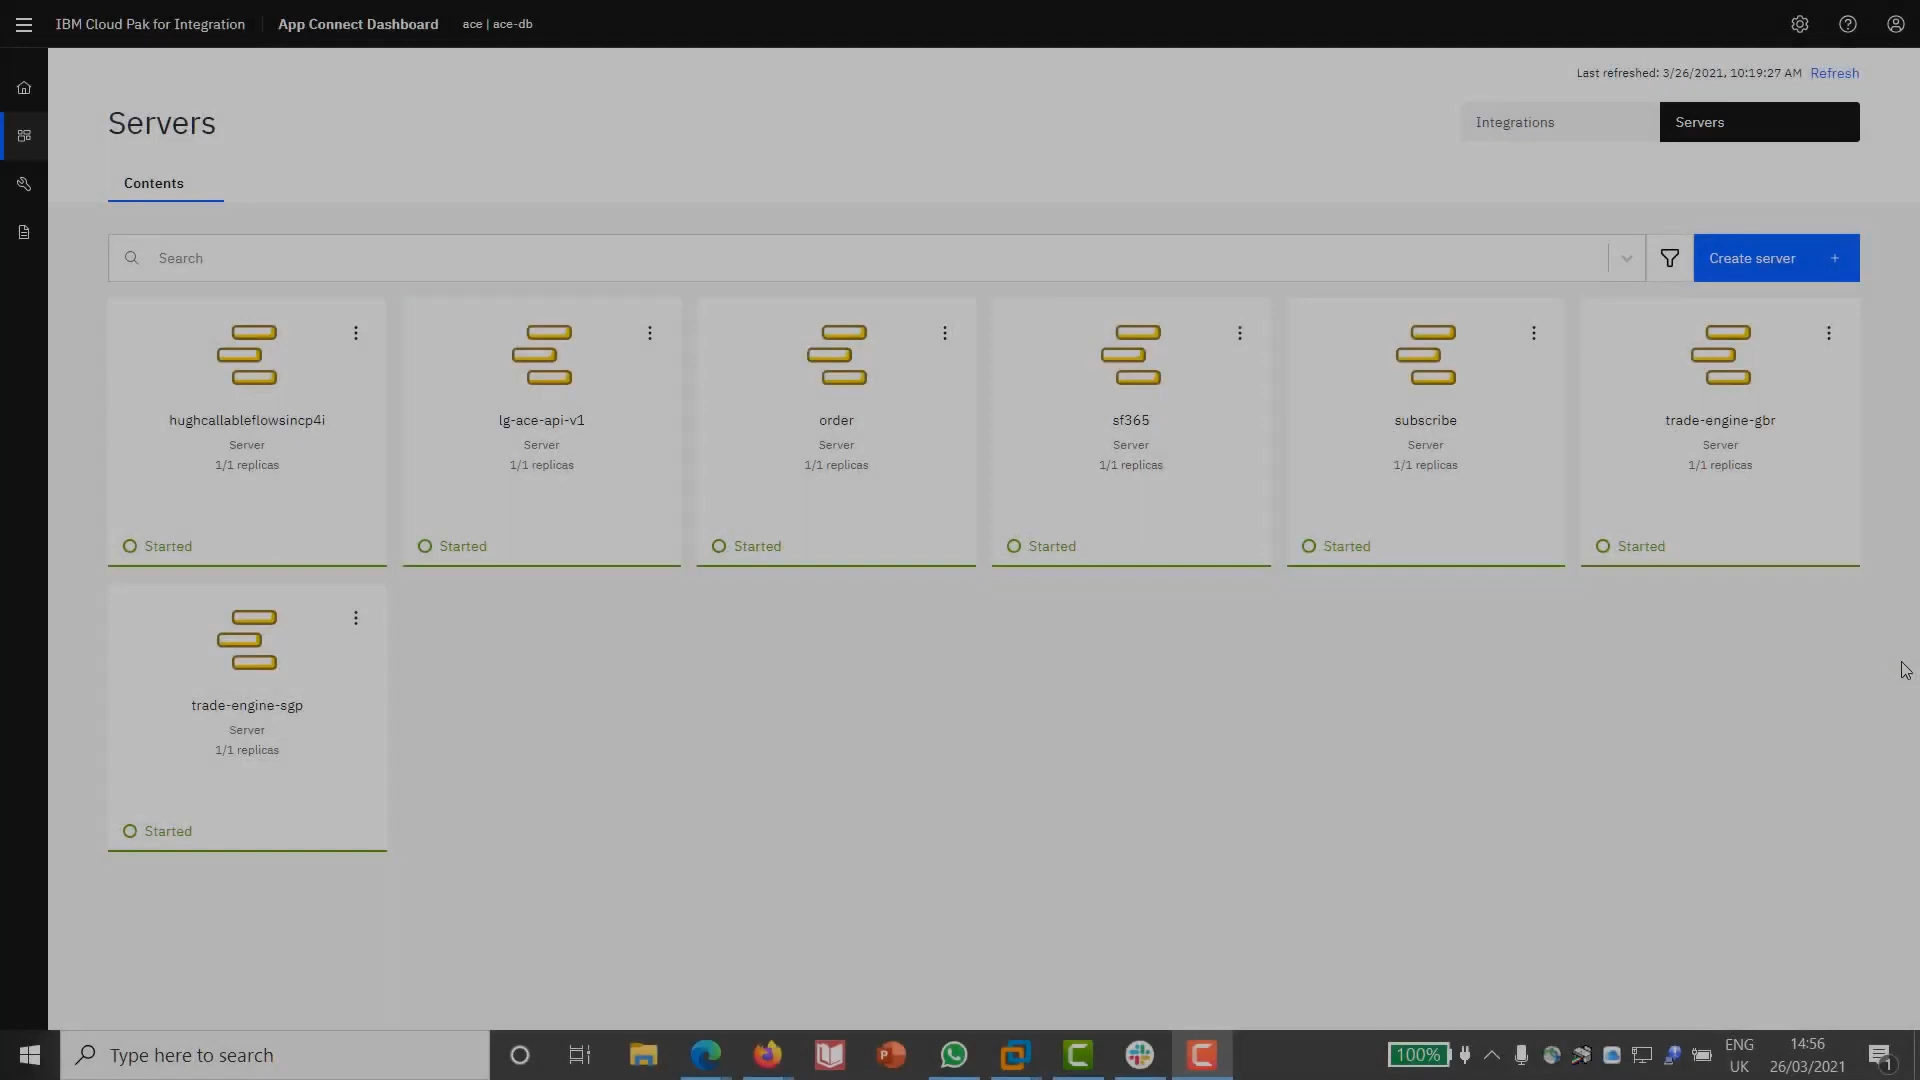 IBM Cloud Pak for Integration App Connect Dashboard ace | ace-db
Last refreshed: 3/26/2021, 10:19:27 AM Refresh
Servers
Integrations Servers
Contents
Search Create server +
hughcallableflowsincp4i
Server
1/1 replicas
Started
lg-ace-api-v1
Server
1/1 replicas
Started
order
Server
1/1 replicas
Started
sf365
Server
1/1 replicas
Started
subscribe
Server
1/1 replicas
Started
trade-engine-gbr
Server
1/1 replicas
Started
trade-engine-sgp
Server
1/1 replicas
Started
Type here to search
100%
ENG
UK
14:56
26/03/2021
1